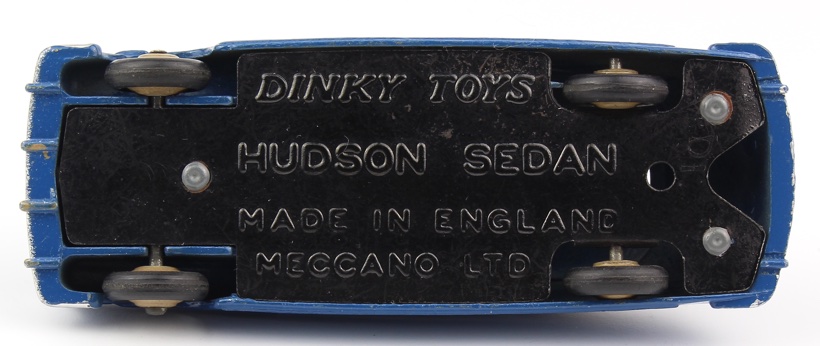 DINKY TOYS
HUDSON SEDAN
MADE IN ENGLAND
MECCANO LTD